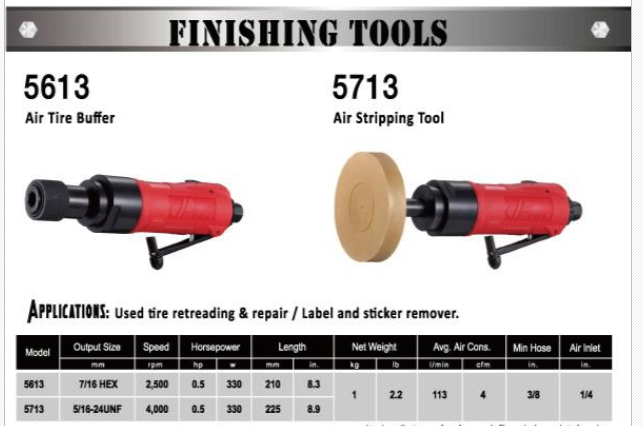 FINISHING TOOLS
5613
Air Tire Buffer
5713
Air Stripping Tool
APPLICATIONS: Used tire retreading & repair / Label and sticker remover.
Model Output Size Speed Horsepower Length Net Weight Avg. Air Cons. Min Hose Air Inlet
mm rpm hp w mm in. kg lb l/min cfm in. in.
5613 7/16 HEX 2,500 0.5 330 210 8.3 1 2.2 113 4 3/8 1/4
5713 5/16-24UNF 4,000 0.5 330 225 8.9